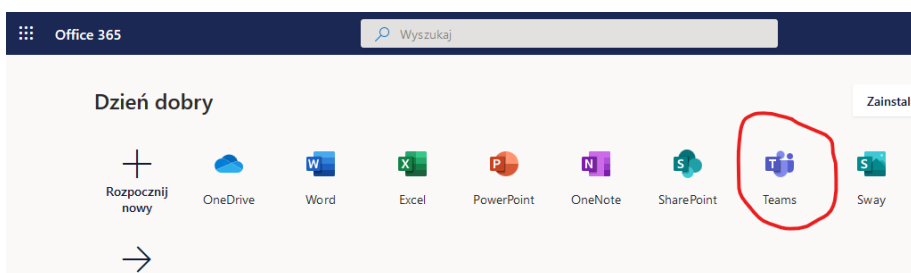 Office 365
Wyszukaj
Dzień dobry
Zainstal
Rozpocznij
nowy
OneDrive
Word
Excel
PowerPoint
OneNote
SharePoint
Teams
Sway